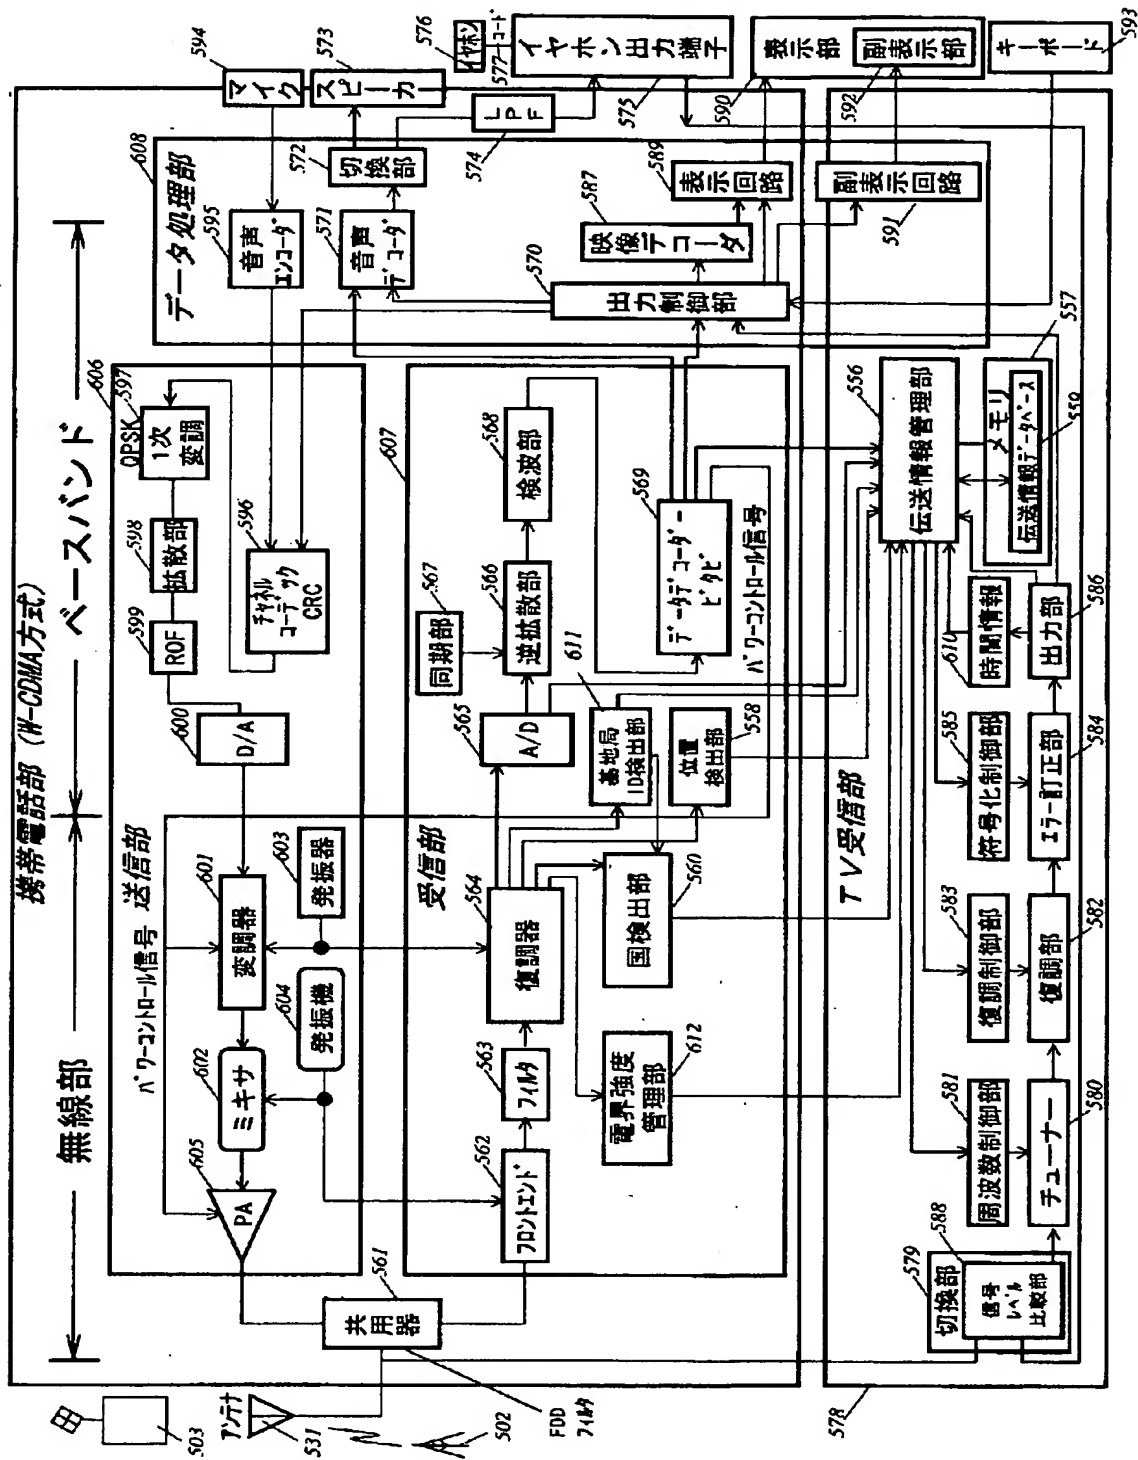 携帯電話部 (W-CDMA方式)
無線部
ベースバンド
アンテナ
503
531
502
FDD
フィルタ
共用器
561
送信部
606
パワーコントロール信号
PA
605
ミキサ
602
変調器
601
発振機
604
発振器
603
D/A
600
ROF
599
拡散部
598
QPSK
1次
変調
597
チャネル
コーデック
CRC
596
受信部
607
フロントエンド
562
フィルタ
563
復調器
564
A/D
565
逆拡散部
566
同期部
567
検波部
568
データデコーダー
ビタビ
569
パワーコントロール信号
電界強度
管理部
612
国検出部
560
基地局
ID検出部
611
位置
検出部
558
データ処理部
608
音声
エンコーダ
595
音声
デコーダ
571
切換部
572
出力制御部
570
映像デコーダ
587
表示回路
589
副表示回路
591
マイク
594
スピーカ
573
LPF
574
イヤホン
576
コード
577
イヤホン出力端子
575
表示部
590
副表示部
592
キーボード
593
TV受信部
578
切換部
579
信号
レベル
比較部
588
チューナー
580
周波数制御部
581
復調部
582
復調制御部
583
エラー訂正部
584
符号化制御部
585
出力部
586
時間情報
610
伝送情報管理部
556
メモリ
557
伝送情報データベース
559